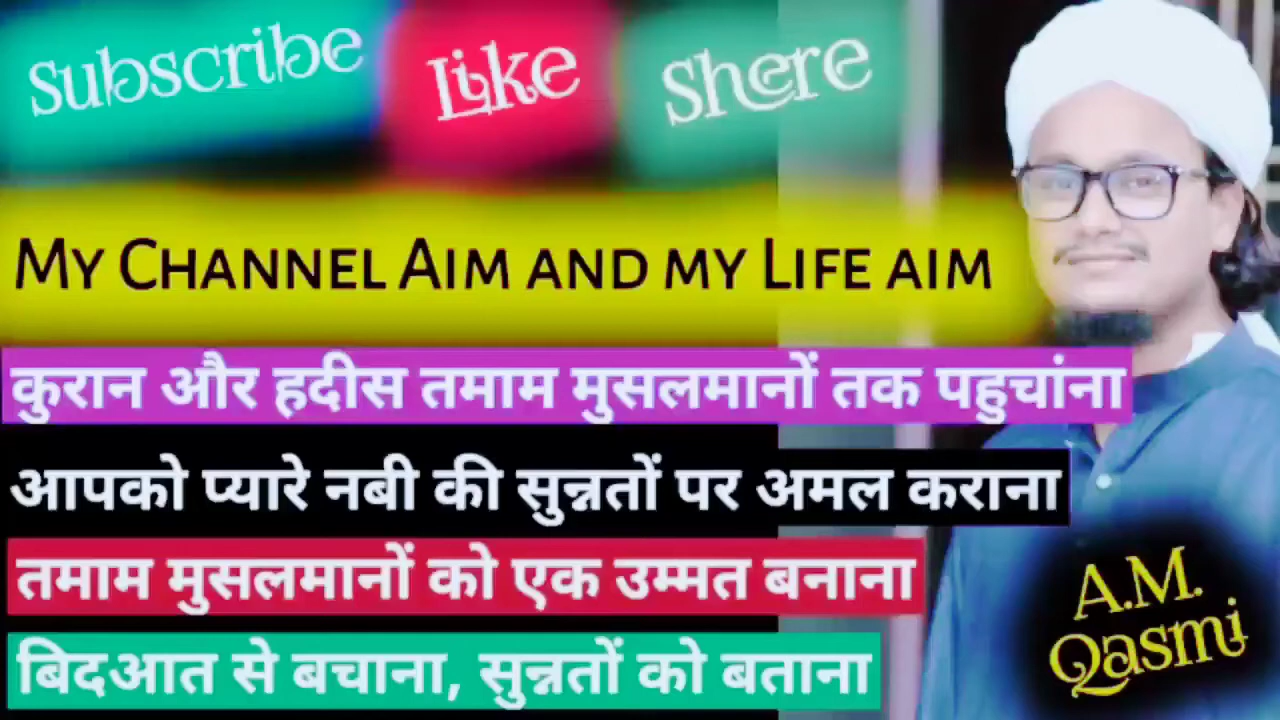 Subscribe Like Shere
My Channel Aim and my Life aim
कुरान और हदीस तमाम मुसलमानों तक पहुचांना
आपको प्यारे नबी की सुन्नतों पर अमल कराना
तमाम मुसलमानों को एक उम्मत बनाना
बिदआत से बचाना, सुन्नतों को बताना
A.M.
Qasmi